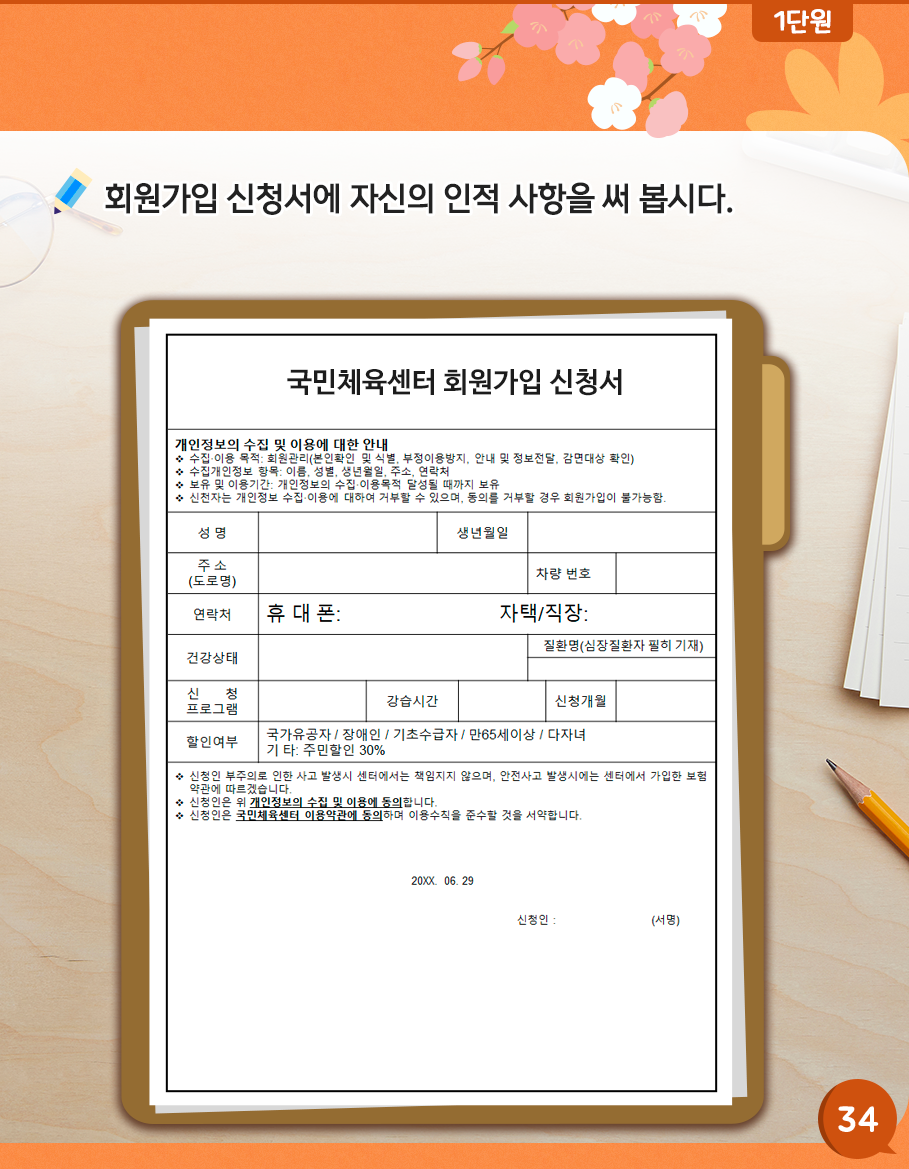 1단원
회원가입 신청서에 자신의 인적 사항을 써 봅시다.
국민체육센터 회원가입 신청서
개인정보의 수집 및 이용에 대한 안내
❖ 수집·이용 목적: 회원관리(본인확인 및 식별, 부정이용방지, 안내 및 정보전달, 감면대상 확인)
❖ 수집개인정보 항목: 이름, 성별, 생년월일, 주소, 연락처
❖ 보유 및 이용기간: 개인정보의 수집·이용목적 달성될 때까지 보유
❖ 신천자는 개인정보 수집·이용에 대하여 거부할 수 있으며, 동의를 거부할 경우 회원가입이 불가능함.
성 명 생년월일
주 소
(도로명) 차량 번호
연락처 휴 대 폰: 자택/직장:
건강상태 질환명(심장질환자 필히 기재)
신 청
프로그램 강습시간 신청개월
할인여부 국가유공자 / 장애인 / 기초수급자 / 만65세이상 / 다자녀
기 타: 주민할인 30%
❖ 신청인 부주의로 인한 사고 발생시 센터에서는 책임지지 않으며, 안전사고 발생시에는 센터에서 가입한 보험
약관에 따르겠습니다.
❖ 신청인은 위 개인정보의 수집 및 이용에 동의합니다.
❖ 신청인은 국민체육센터 이용약관에 동의하며 이용수칙을 준수할 것을 서약합니다.
20XX. 06. 29
신청인 : (서명)
34